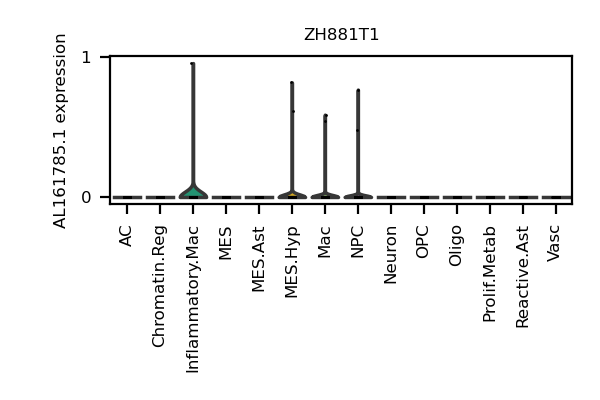 ZH881T1
AL161785.1 expression
1
0
AC
Chromatin.Reg
Inflammatory.Mac
MES
MES.Ast
MES.Hyp
Mac
NPC
Neuron
OPC
Oligo
Prolif.Metab
Reactive.Ast
Vasc